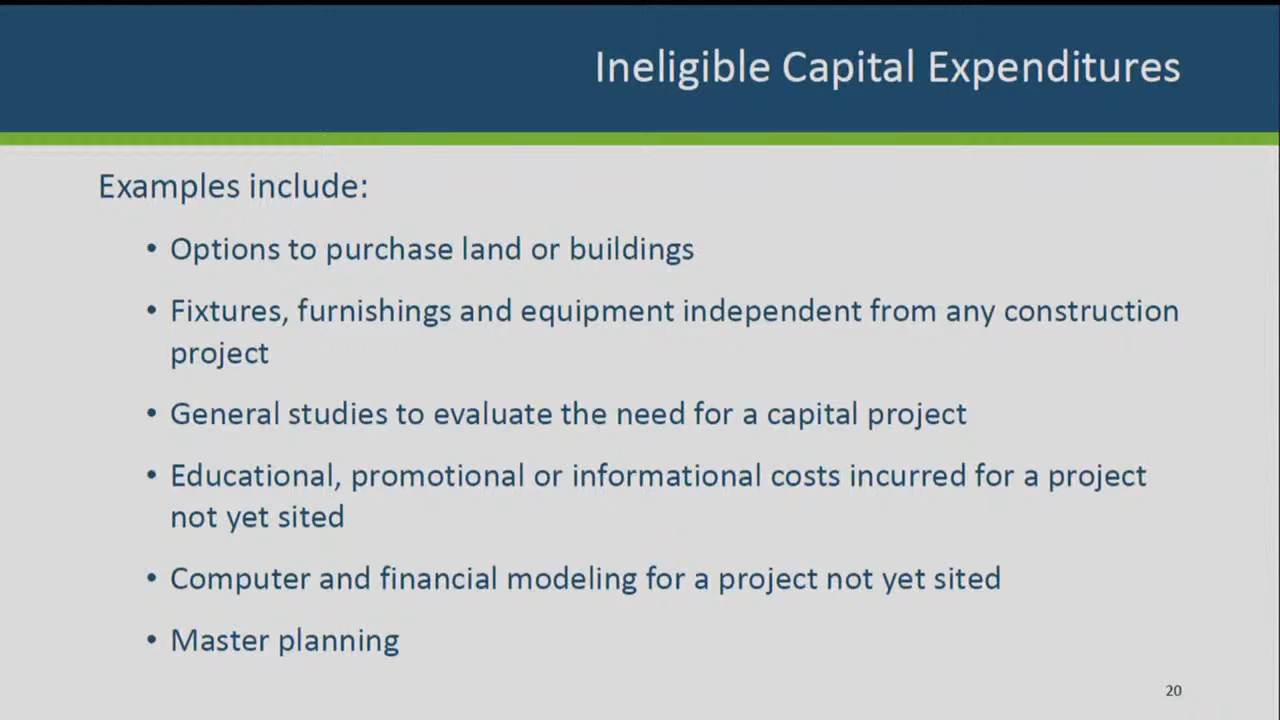 Ineligible Capital Expenditures
Examples include:
• Options to purchase land or buildings
• Fixtures, furnishings and equipment independent from any construction
project
• General studies to evaluate the need for a capital project
• Educational, promotional or informational costs incurred for a project
not yet sited
• Computer and financial modeling for a project not yet sited
• Master planning
20